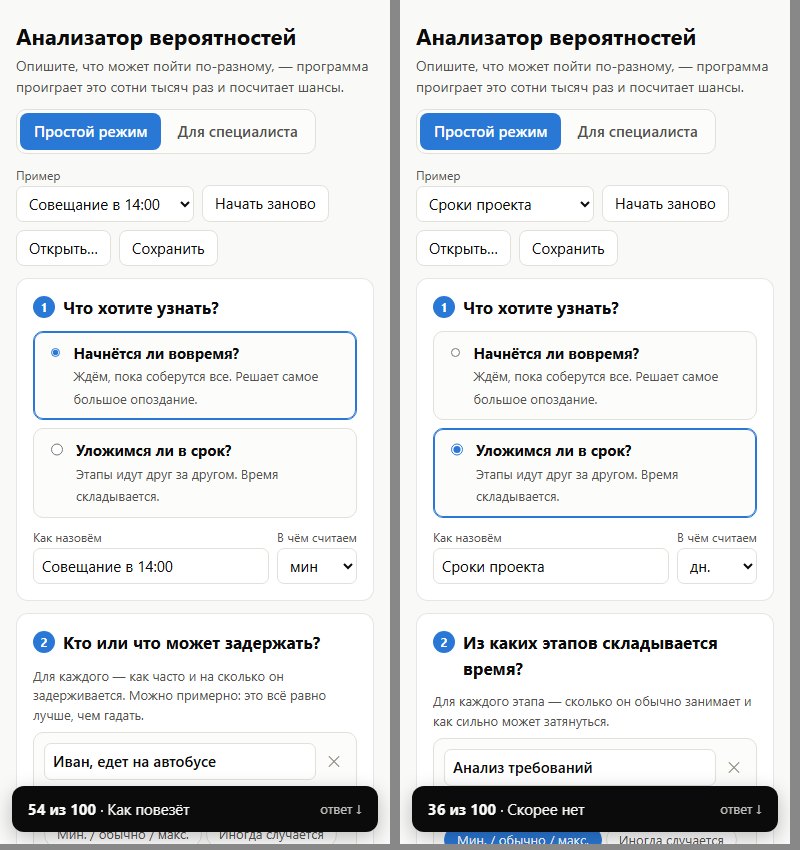 Анализатор вероятностей
Опишите, что может пойти по-разному, — программа
проиграет это сотни тысяч раз и посчитает шансы.
Простой режим
Для специалиста
Пример
Совещание в 14:00
Начать заново
Открыть...
Сохранить
1 Что хотите узнать?
Начнётся ли вовремя?
Ждём, пока соберутся все. Решает самое
большое опоздание.
Уложимся ли в срок?
Этапы идут друг за другом. Время
складывается.
Как назовём
В чём считаем
Совещание в 14:00
мин
2 Кто или что может задержать?
Для каждого — как часто и на сколько он
задерживается. Можно примерно: это всё равно
лучше, чем гадать.
Иван, едет на автобусе
54 из 100 · Как повезёт
ответ ↓
Мин. / обычно / макс.
Иногда случается
Анализатор вероятностей
Опишите, что может пойти по-разному, — программа
проиграет это сотни тысяч раз и посчитает шансы.
Простой режим
Для специалиста
Пример
Сроки проекта
Начать заново
Открыть...
Сохранить
1 Что хотите узнать?
Начнётся ли вовремя?
Ждём, пока соберутся все. Решает самое
большое опоздание.
Уложимся ли в срок?
Этапы идут друг за другом. Время
складывается.
Как назовём
В чём считаем
Сроки проекта
дн.
2 Из каких этапов складывается
время?
Для каждого этапа — сколько он обычно занимает и
как сильно может затянуться.
Анализ требований
36 из 100 · Скорее нет
ответ ↓
Мин. / обычно / макс.
Иногда случается